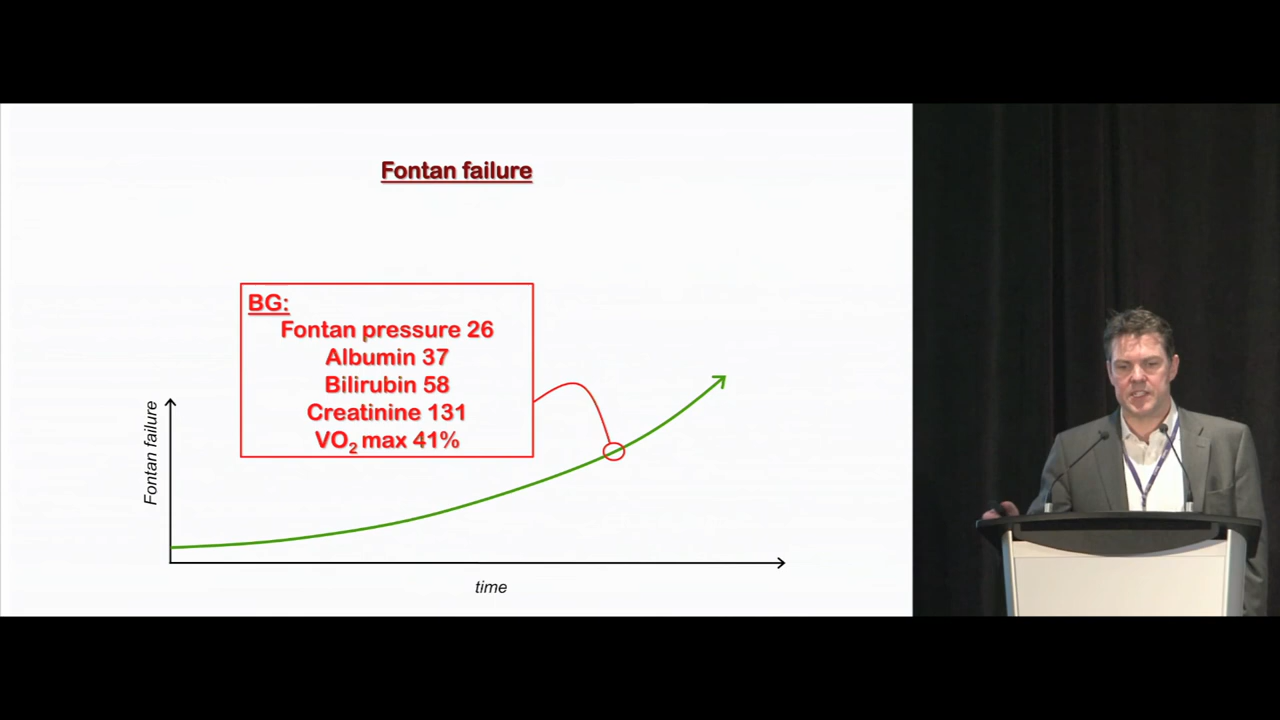 Fontan failure
BG:
Fontan pressure 26
Albumin 37
Bilirubin 58
Creatinine 131
VO₂ max 41%
Fontan failure
time